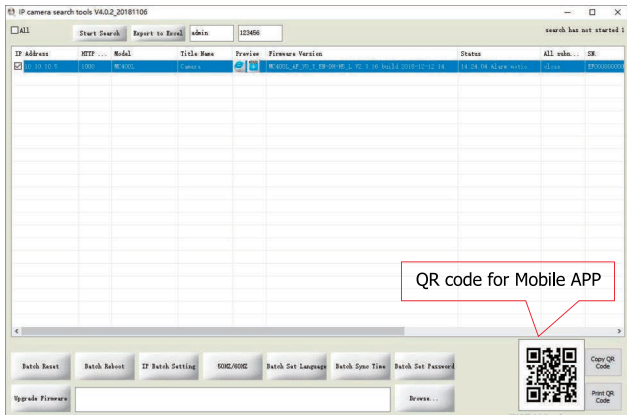 IP camera search tools V4.0.2_20181106
All
Start Search
Export to Excel
admin
123456
search has not started 1
IP Address
HTTP ...
Model
Title Name
Preview
Firmware Version
Status
All subn...
SN.
10.10.10.5
1000
MC400L
Camera
close
QR code for Mobile APP
Batch Reset
Batch Reboot
IP Batch Setting
50HZ/60HZ
Batch Set Language
Batch Sync Time
Batch Set Password
Copy QR
Code
Upgrade Firmware
Browse...
Print QR
Code